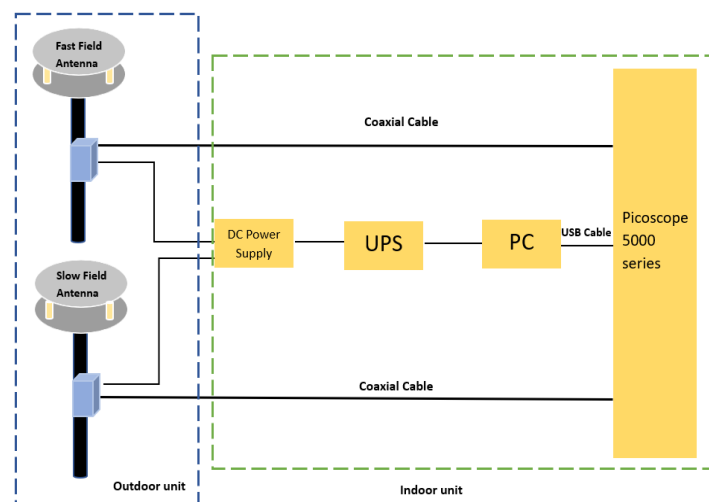 Fast Field
Antenna
Coaxial Cable
DC Power
Supply
UPS
PC
USB Cable
Picoscope
5000
series
Slow Field
Antenna
Coaxial Cable
Outdoor unit
Indoor unit